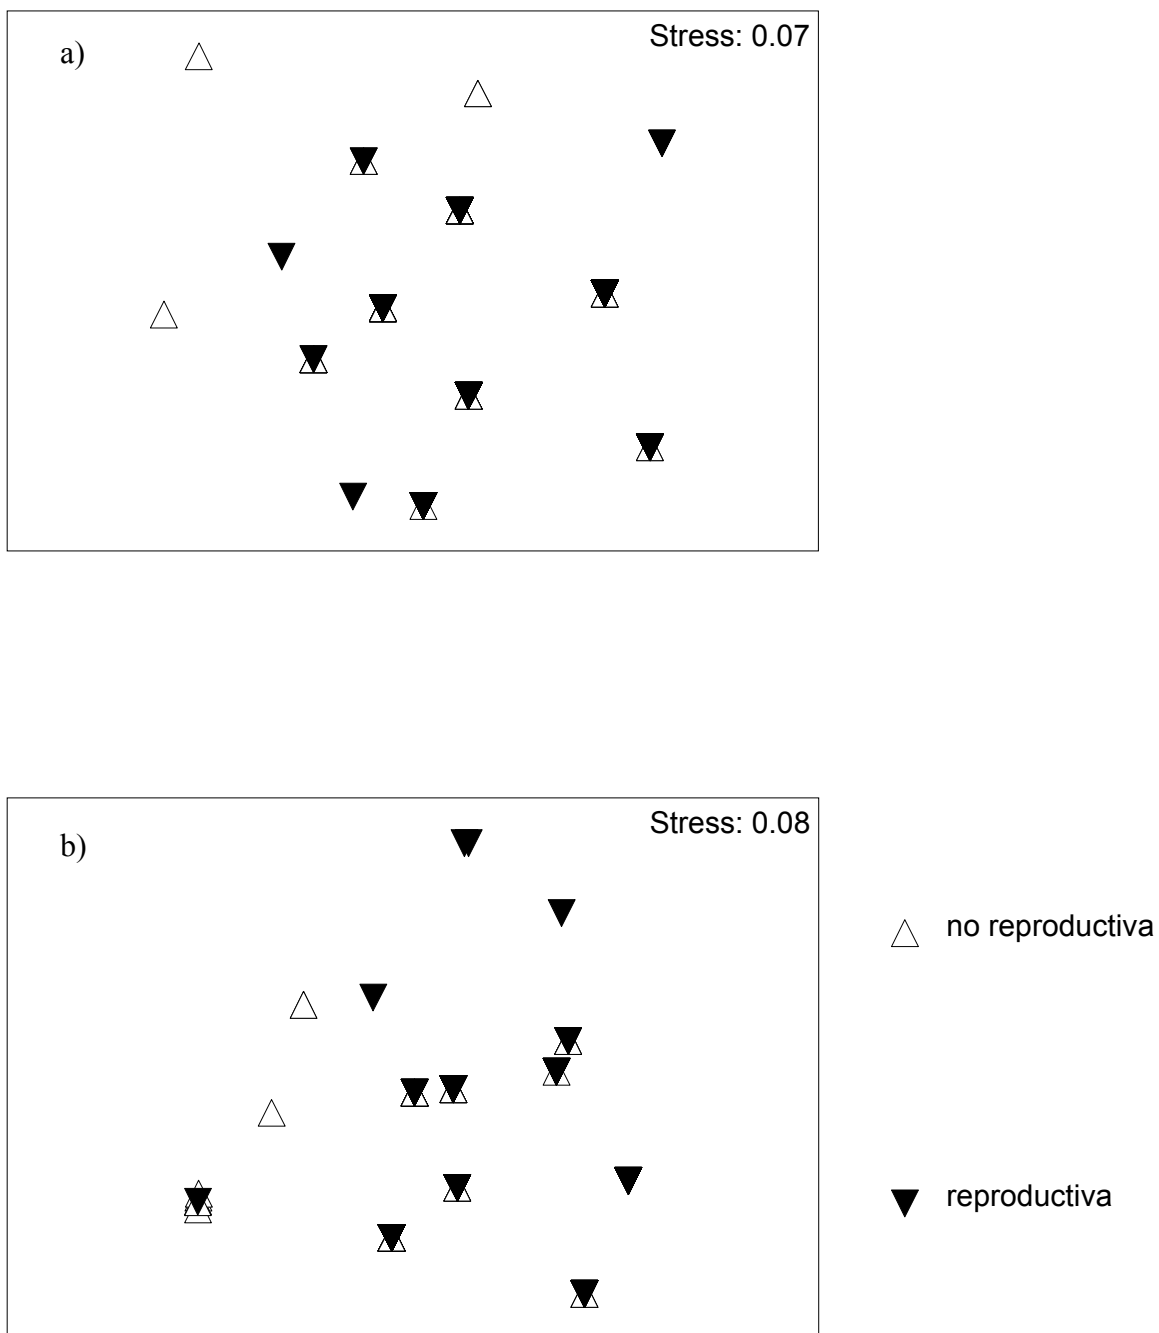 a)
Stress: 0.07
b)
Stress: 0.08
no reproductiva
reproductiva